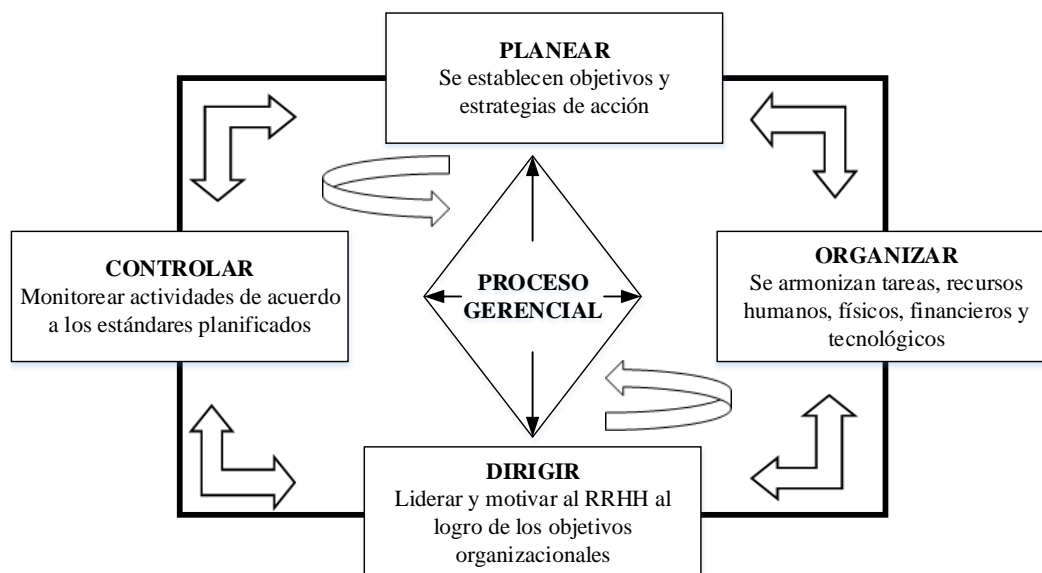 PLANEAR
Se establecen objetivos y
estrategias de acción
CONTROLAR
Monitorear actividades de acuerdo
a los estándares planificados
PROCESO
GERENCIAL
ORGANIZAR
Se armonizan tareas, recursos
humanos, físicos, financieros y
tecnológicos
DIRIGIR
Liderar y motivar al RRHH al
logro de los objetivos
organizacionales